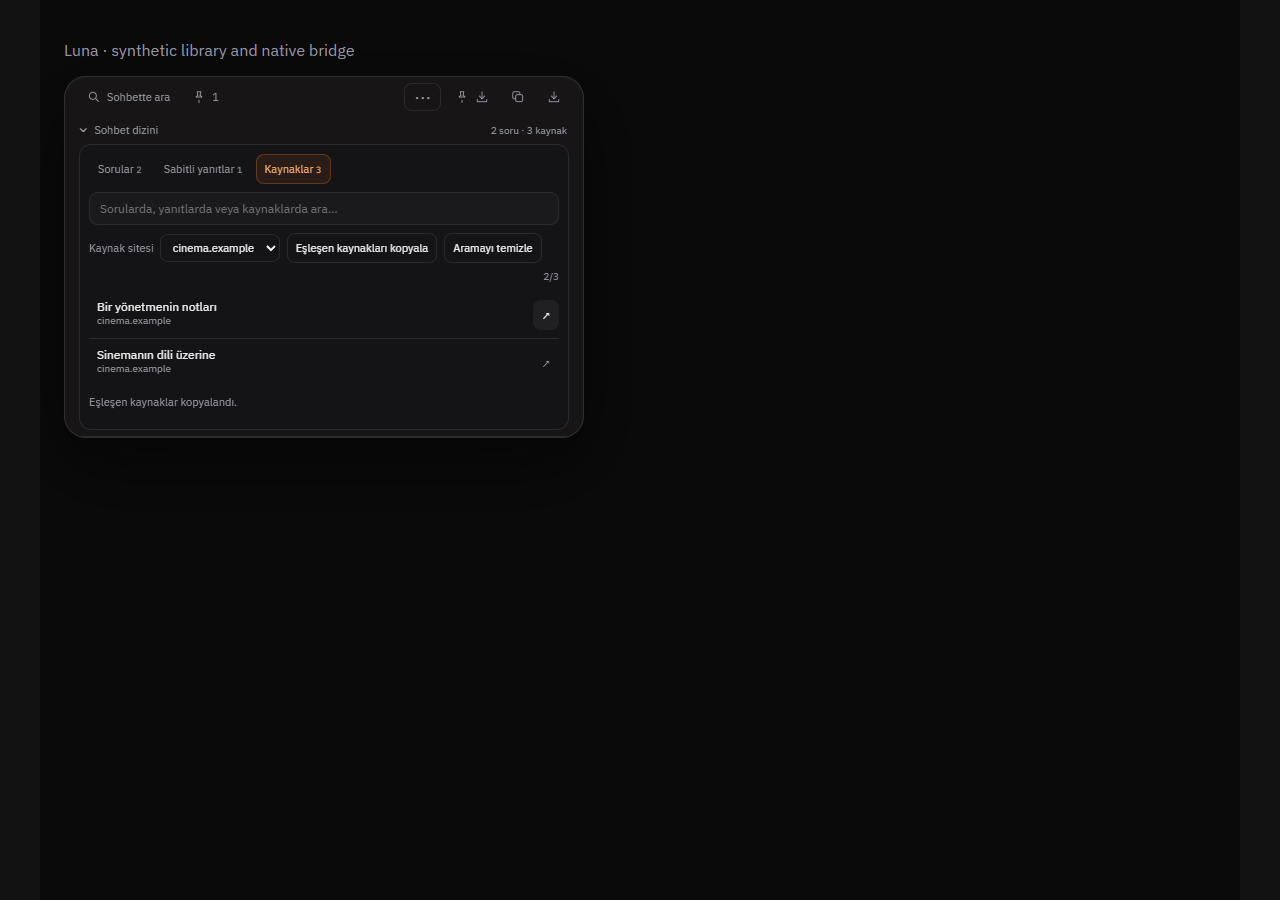 Luna · synthetic library and native bridge
Sohbette ara 1
Sohbet dizini 2 soru · 3 kaynak
Sorular 2 Sabitli yanıtlar 1 Kaynaklar 3
Sorularda, yanıtlarda veya kaynaklarda ara...
Kaynak sitesi cinema.example Eşleşen kaynakları kopyala Aramayı temizle
2/3
Bir yönetmenin notları
cinema.example
Sinemanın dili üzerine
cinema.example
Eşleşen kaynaklar kopyalandı.